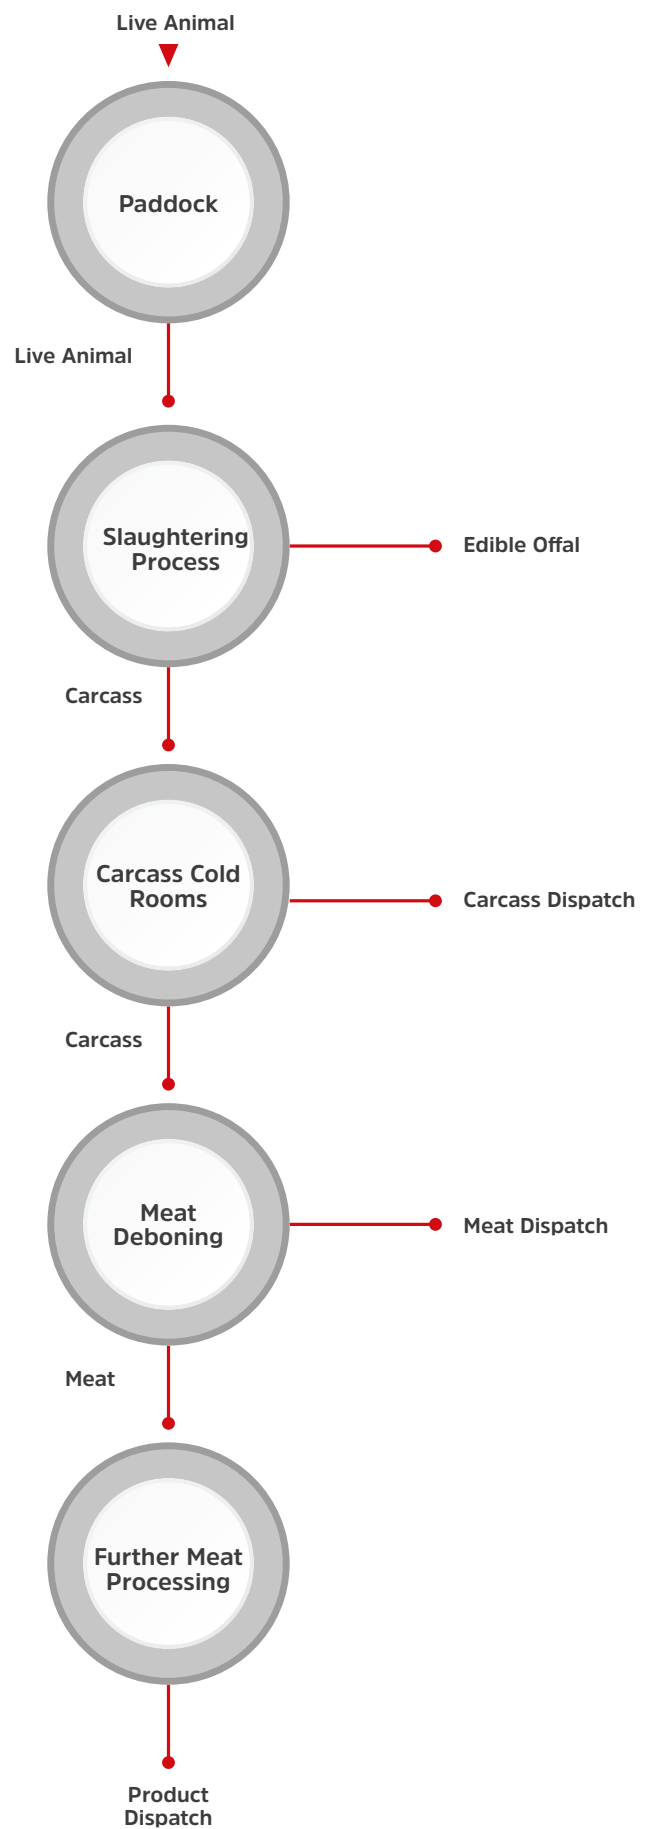 Live Animal
Paddock
Live Animal
Slaughtering
Process
Edible Offal
Carcass
Carcass Cold
Rooms
Carcass Dispatch
Carcass
Meat
Deboning
Meat Dispatch
Meat
Further Meat
Processing
Product
Dispatch